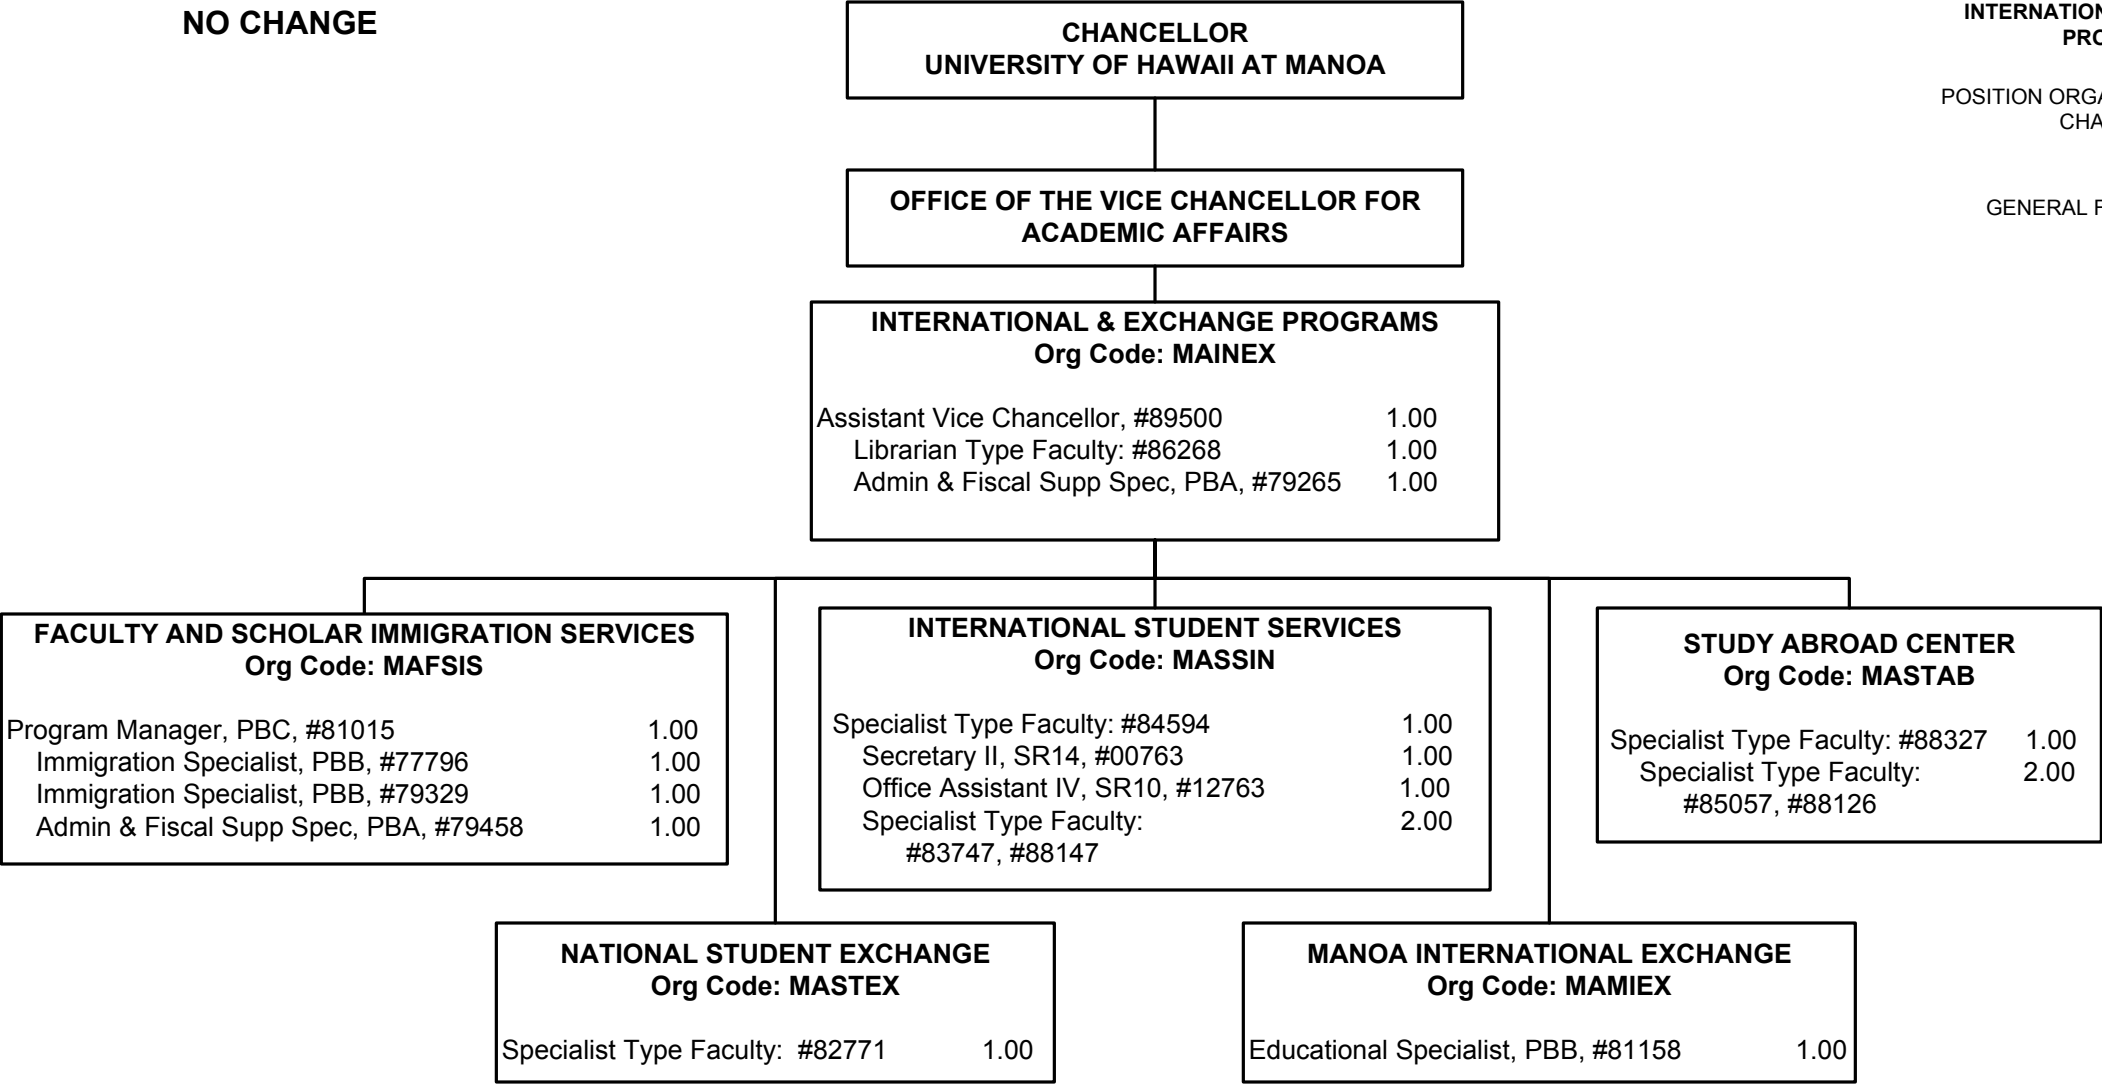 NO CHANGE
CHANCELLOR
UNIVERSITY OF HAWAII AT MANOA
POSITION
GENERAL
OFFICE OF THE VICE CHANCELLOR FOR
ACADEMIC AFFAIRS
INTERNATIONAL & EXCHANGE PROGRAMS
Org Code: MAINEX
Assistant Vice Chancellor, #89500 1.00
Librarian Type Faculty: #86268 1.00
Admin & Fiscal Supp Spec, PBA, #79265 1.00
FACULTY AND SCHOLAR IMMIGRATION SERVICES
Org Code: MAFSIS
Program Manager, PBC, #81015 1.00
Immigration Specialist, PBB, #77796 1.00
Immigration Specialist, PBB, #79329 1.00
Admin & Fiscal Supp Spec, PBA, #79458 1.00
INTERNATIONAL STUDENT SERVICES
Org Code: MASSIN
Specialist Type Faculty: #84594 1.00
Secretary II, SR14, #00763 1.00
Office Assistant IV, SR10, #12763 1.00
Specialist Type Faculty: 2.00
#83747, #88147
STUDY ABROAD CENTER
Org Code: MASTAB
Specialist Type Faculty: #88327 1.00
Specialist Type Faculty: 2.00
#85057, #88126
NATIONAL STUDENT EXCHANGE
Org Code: MASTEX
Specialist Type Faculty: #82771 1.00
MANOA INTERNATIONAL EXCHANGE
Org Code: MAMIEX
Educational Specialist, PBB, #81158 1.00